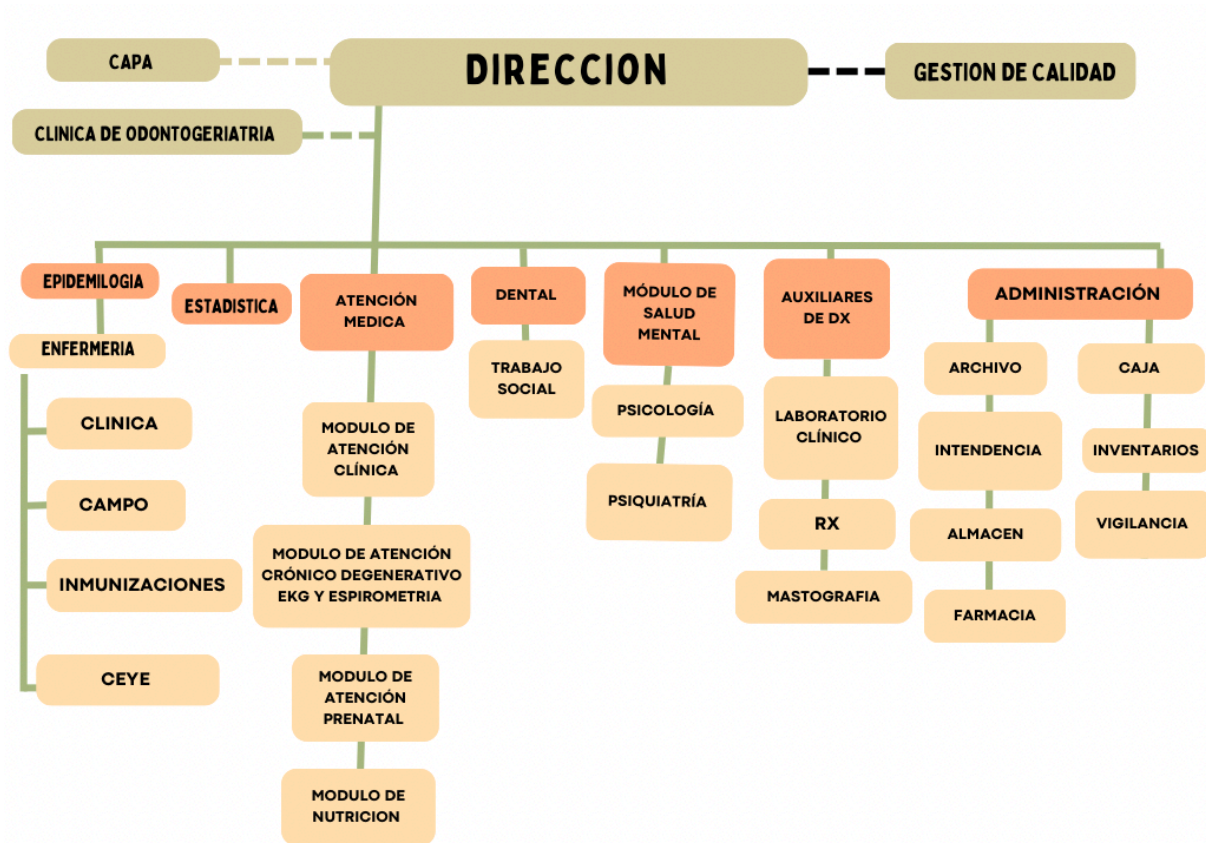 CAPA
DIRECCION
GESTION DE CALIDAD
CLINICA DE ODONTOGERIATRIA
EPIDEMILOGIA
ENFERMERIA
CLINICA
CAMPO
INMUNIZACIONES
CEYE
ESTADISTICA
ATENCIÓN
MEDICA
MODULO DE
ATENCIÓN
CLÍNICA
MODULO DE ATENCIÓN
CRÓNICO DEGENERATIVO
EKG Y ESPIROMETRIA
MODULO DE
ATENCIÓN
PRENATAL
MODULO DE
NUTRICION
DENTAL
TRABAJO
SOCIAL
MÓDULO DE
SALUD
MENTAL
PSICOLOGÍA
PSIQUIATRÍA
AUXILIARES
DE DX
LABORATORIO
CLÍNICO
RX
MASTOGRAFIA
ADMINISTRACIÓN
ARCHIVO
INTENDENCIA
ALMACEN
FARMACIA
CAJA
INVENTARIOS
VIGILANCIA